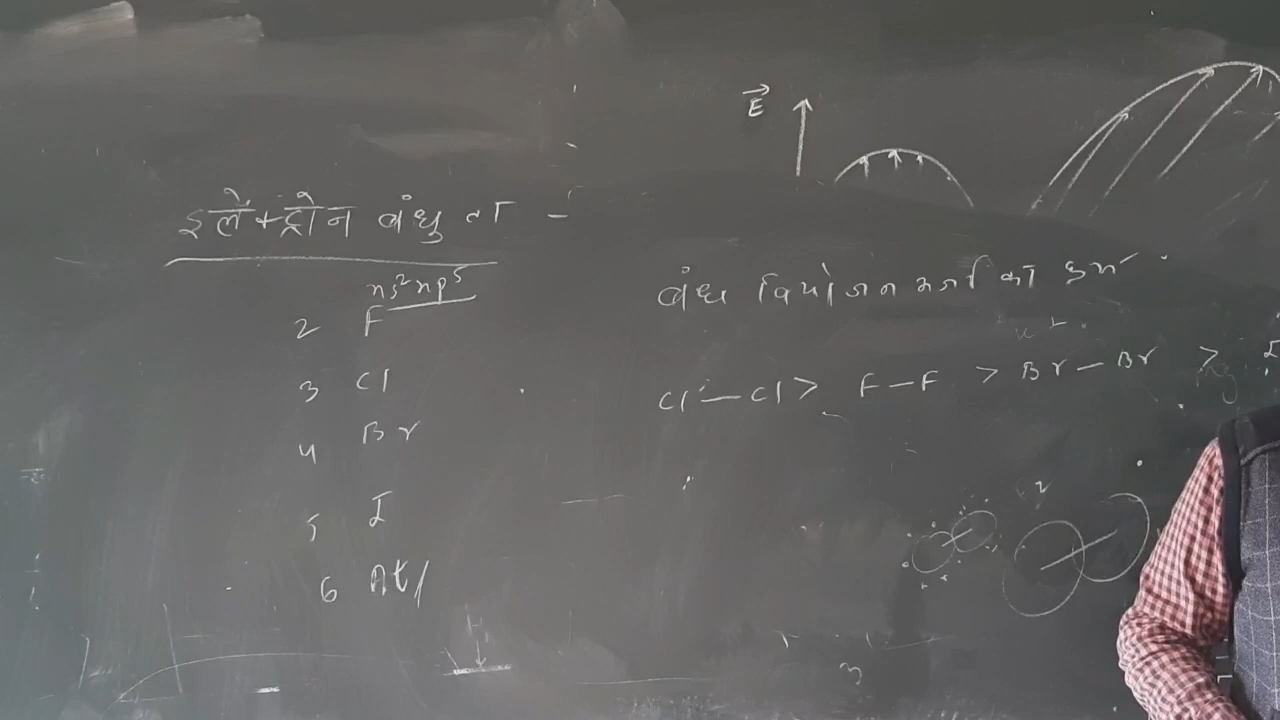 E
इलेक्ट्रोन बंधुता -
ns²np⁵
2 F
3 Cl
4 Br
5 I
6 At
बंध वियोजन ऊर्जा का क्रम
Cl—Cl > F—F > Br—Br >